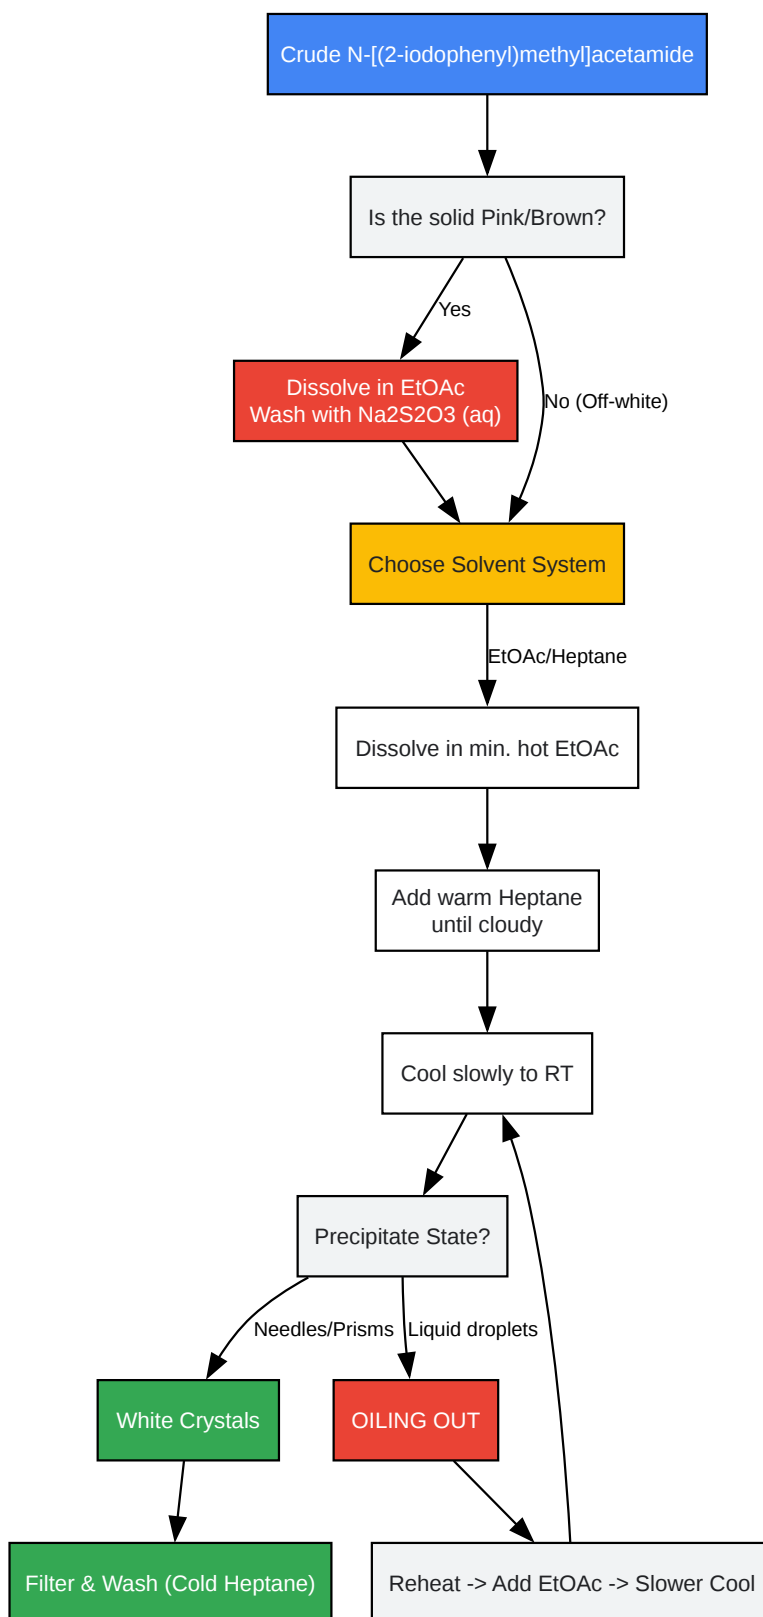 Crude N-[(2-iodophenyl)methyl]acetamide
Is the solid Pink/Brown?
Yes
Dissolve in EtOAc
Wash with Na2S2O3 (aq)
No (Off-white)
Choose Solvent System
EtOAc/Heptane
Dissolve in min. hot EtOAc
Add warm Heptane
until cloudy
Cool slowly to RT
Precipitate State?
Needles/Prisms
Liquid droplets
White Crystals
OILING OUT
Filter & Wash (Cold Heptane)
Reheat -> Add EtOAc -> Slower Cool